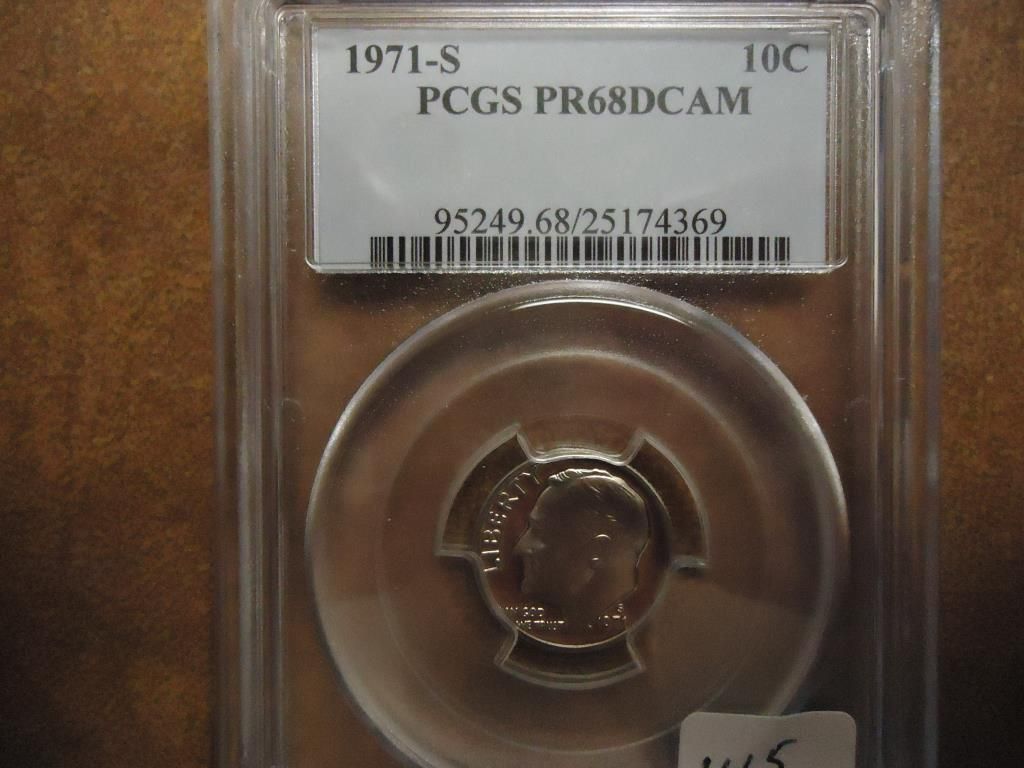 1971-S 10C
PCGS PR68DCAM
95249.68/25174369
LIBERTY
IN GOD
WE TRUST
S
1971